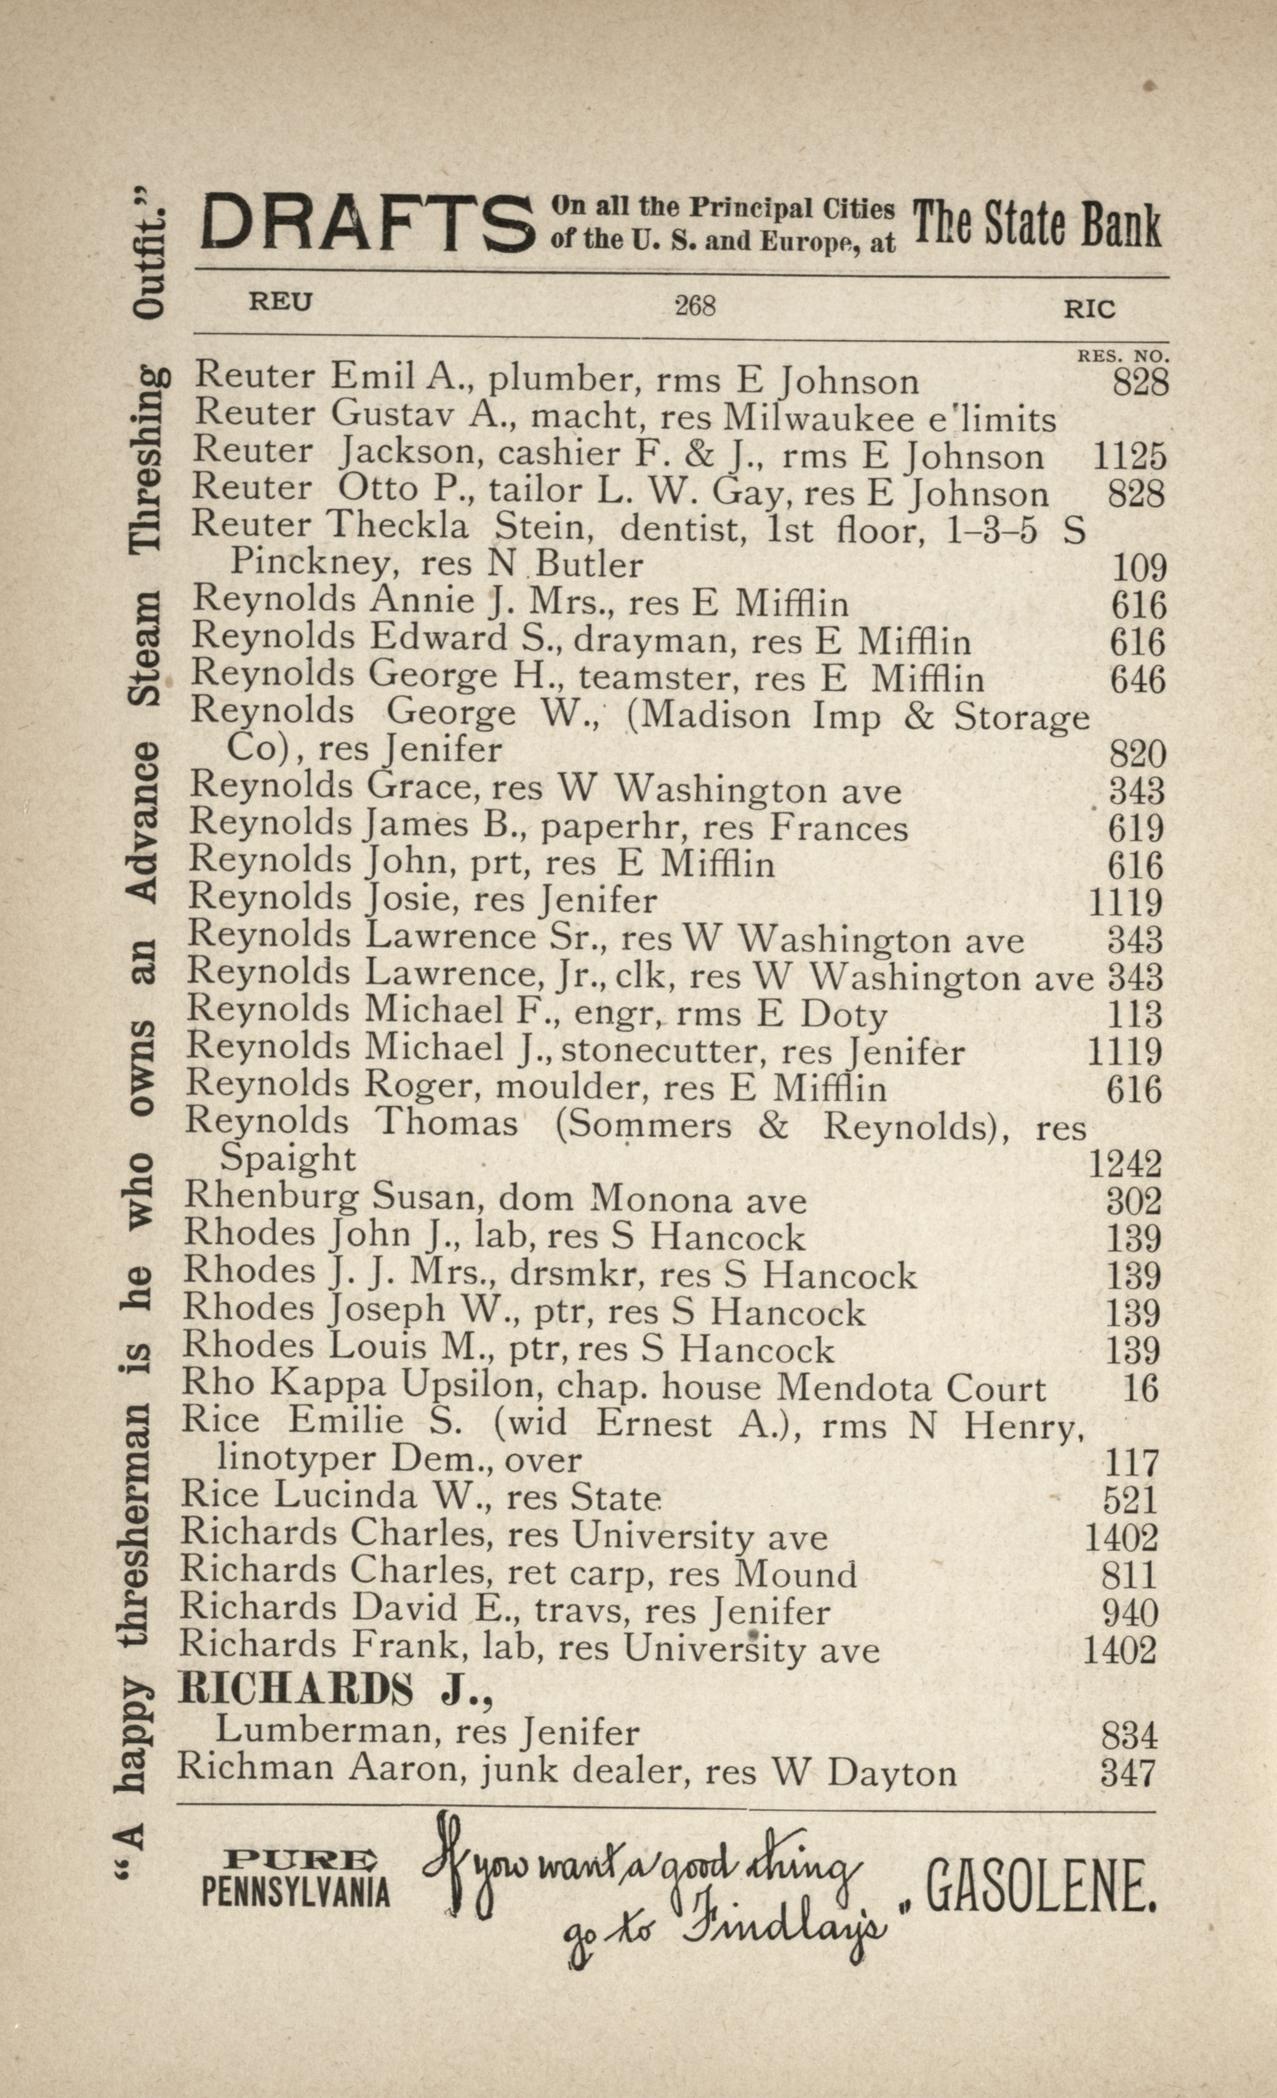 DRAFTS On all the Principal Cities of the U. S. and Europe, at The State Bank
REU 268 RIC
RES. NO.
Reuter Emil A., plumber, rms E Johnson 828
Reuter Gustav A., macht, res Milwaukee e limits
Reuter Jackson, cashier F. & J., rms E Johnson 1125
Reuter Otto P., tailor L. W. Gay, res E Johnson 828
Reuter Theckla Stein, dentist, 1st floor, 1–3–5 S
Pinckney, res N Butler 109
Reynolds Annie J. Mrs., res E Mifflin 616
Reynolds Edward S., drayman, res E Mifflin 616
Reynolds George H., teamster, res E Mifflin 646
Reynolds George W., (Madison Imp & Storage
Co), res Jenifer 820
Reynolds Grace, res W Washington ave 343
Reynolds James B., paperhr, res Frances 619
Reynolds John, prt, res E Mifflin 616
Reynolds Josie, res Jenifer 1119
Reynolds Lawrence Sr., res W Washington ave 343
Reynolds Lawrence, Jr., clk, res W Washington ave 343
Reynolds Michael F., engr, rms E Doty 113
Reynolds Michael J., stonecutter, res Jenifer 1119
Reynolds Roger, moulder, res E Mifflin 616
Reynolds Thomas (Sommers & Reynolds), res
Spaight 1242
Rhenburg Susan, dom Monona ave 302
Rhodes John J., lab, res S Hancock 139
Rhodes J. J. Mrs., drsmkr, res S Hancock 139
Rhodes Joseph W., ptr, res S Hancock 139
Rhodes Louis M., ptr, res S Hancock 139
Rho Kappa Upsilon, chap. house Mendota Court 16
Rice Emilie S. (wid Ernest A.), rms N Henry,
linotyper Dem., over 117
Rice Lucinda W., res State 521
Richards Charles, res University ave 1402
Richards Charles, ret carp, res Mound 811
Richards David E., travs, res Jenifer 940
Richards Frank, lab, res University ave 1402
RICHARDS J.,
Lumberman, res Jenifer 834
Richman Aaron, junk dealer, res W Dayton 347
PURE PENNSYLVANIA If you want a good thing go to Findlay's „ GASOLENE.
“A happy thresherman is he who owns an Advance Steam Threshing Outfit.”